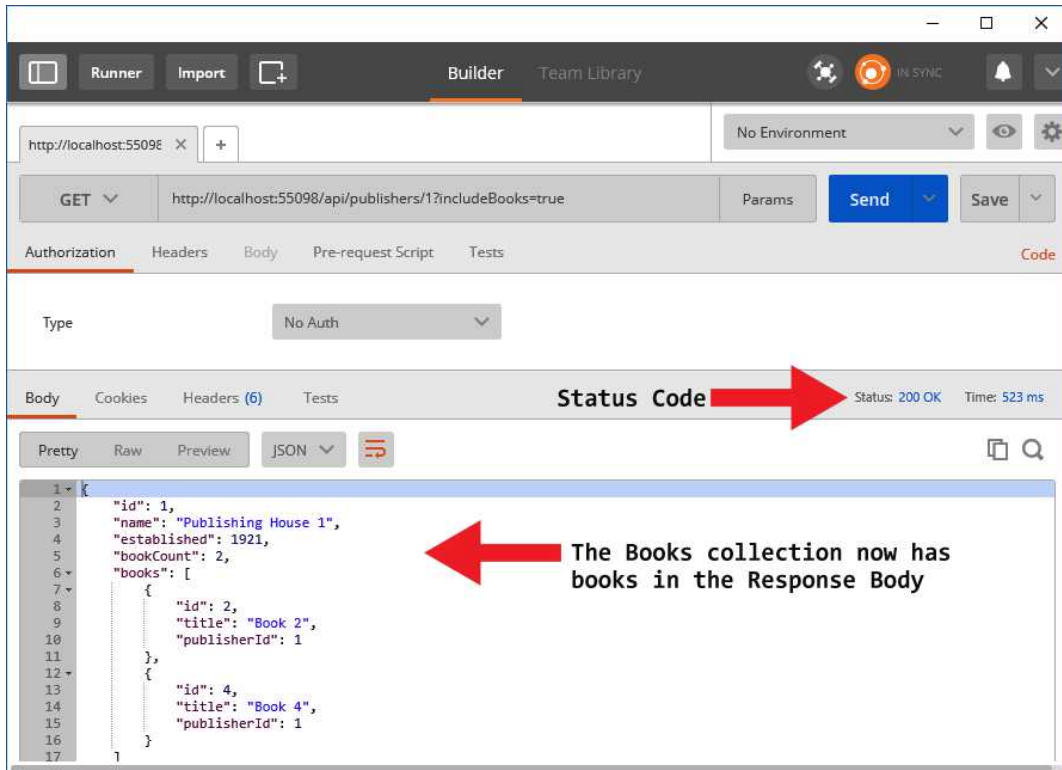 Runner Import Builder Team Library IN SYNC
http://localhost:5509 No Environment
GET http://localhost:55098/api/publishers/1?includeBooks=true Params Send Save
Authorization Headers Body Pre-request Script Tests Code
Type No Auth
Body Cookies Headers (6) Tests Status Code Status: 200 OK Time: 523 ms
Pretty Raw Preview JSON
1 {
2 "id": 1,
3 "name": "Publishing House 1",
4 "established": 1921,
5 "bookCount": 2,
6 "books": [
7 {
8 "id": 2,
9 "title": "Book 2",
10 "publisherId": 1
11 },
12 {
13 "id": 4,
14 "title": "Book 4",
15 "publisherId": 1
16 }
17 ]
The Books collection now has
books in the Response Body